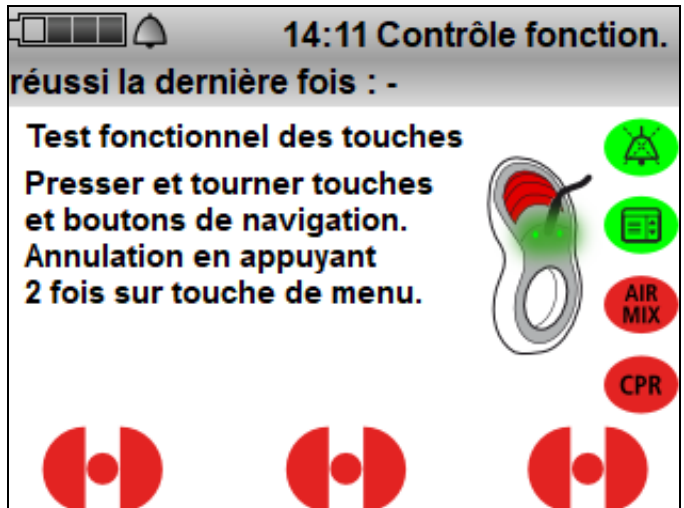 14:11 Contrôle fonction.
réussi la dernière fois : -
Test fonctionnel des touches
Presser et tourner touches
et boutons de navigation.
Annulation en appuyant
2 fois sur touche de menu.
AIR
MIX
CPR